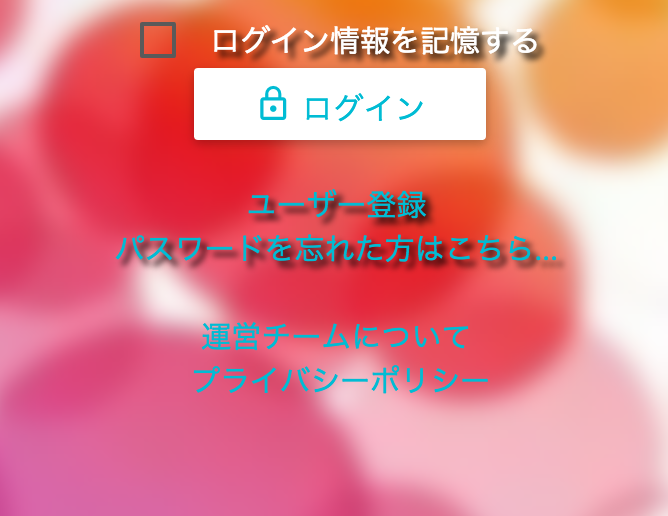 ログイン情報を記憶する
ログイン
ユーザー登録
パスワードを忘れた方はこちら...
運営チームについて
プライバシーポリシー